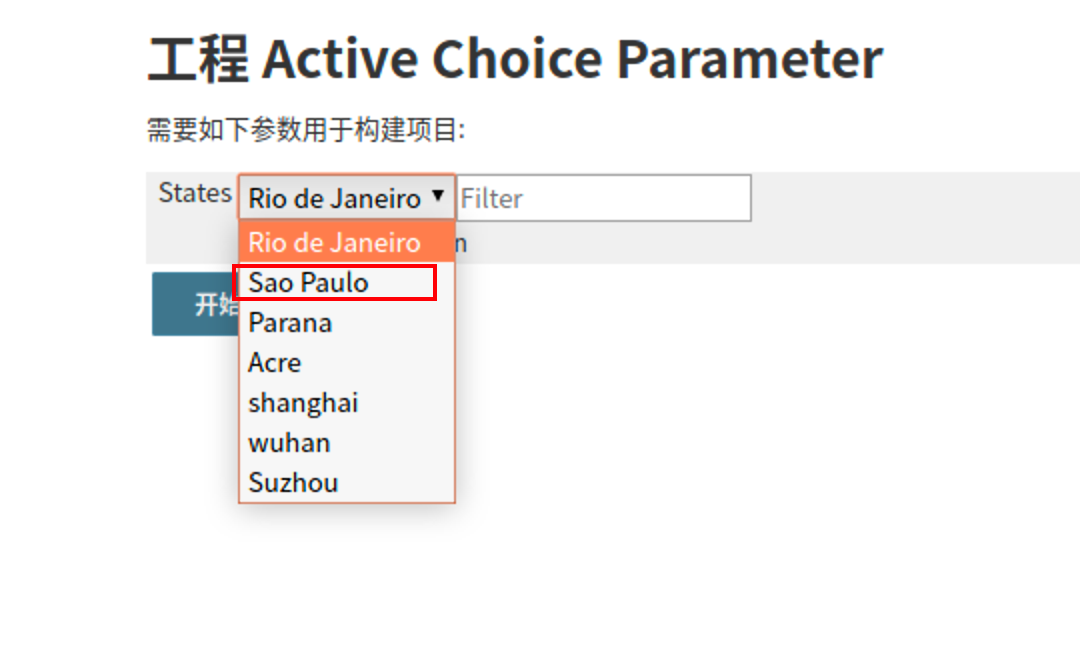 工程 Active Choice Parameter
需要如下参数用于构建项目:
States Rio de Janeiro ▼ Filter
Rio de Janeiro
Sao Paulo
开始
Parana
Acre
shanghai
wuhan
Suzhou